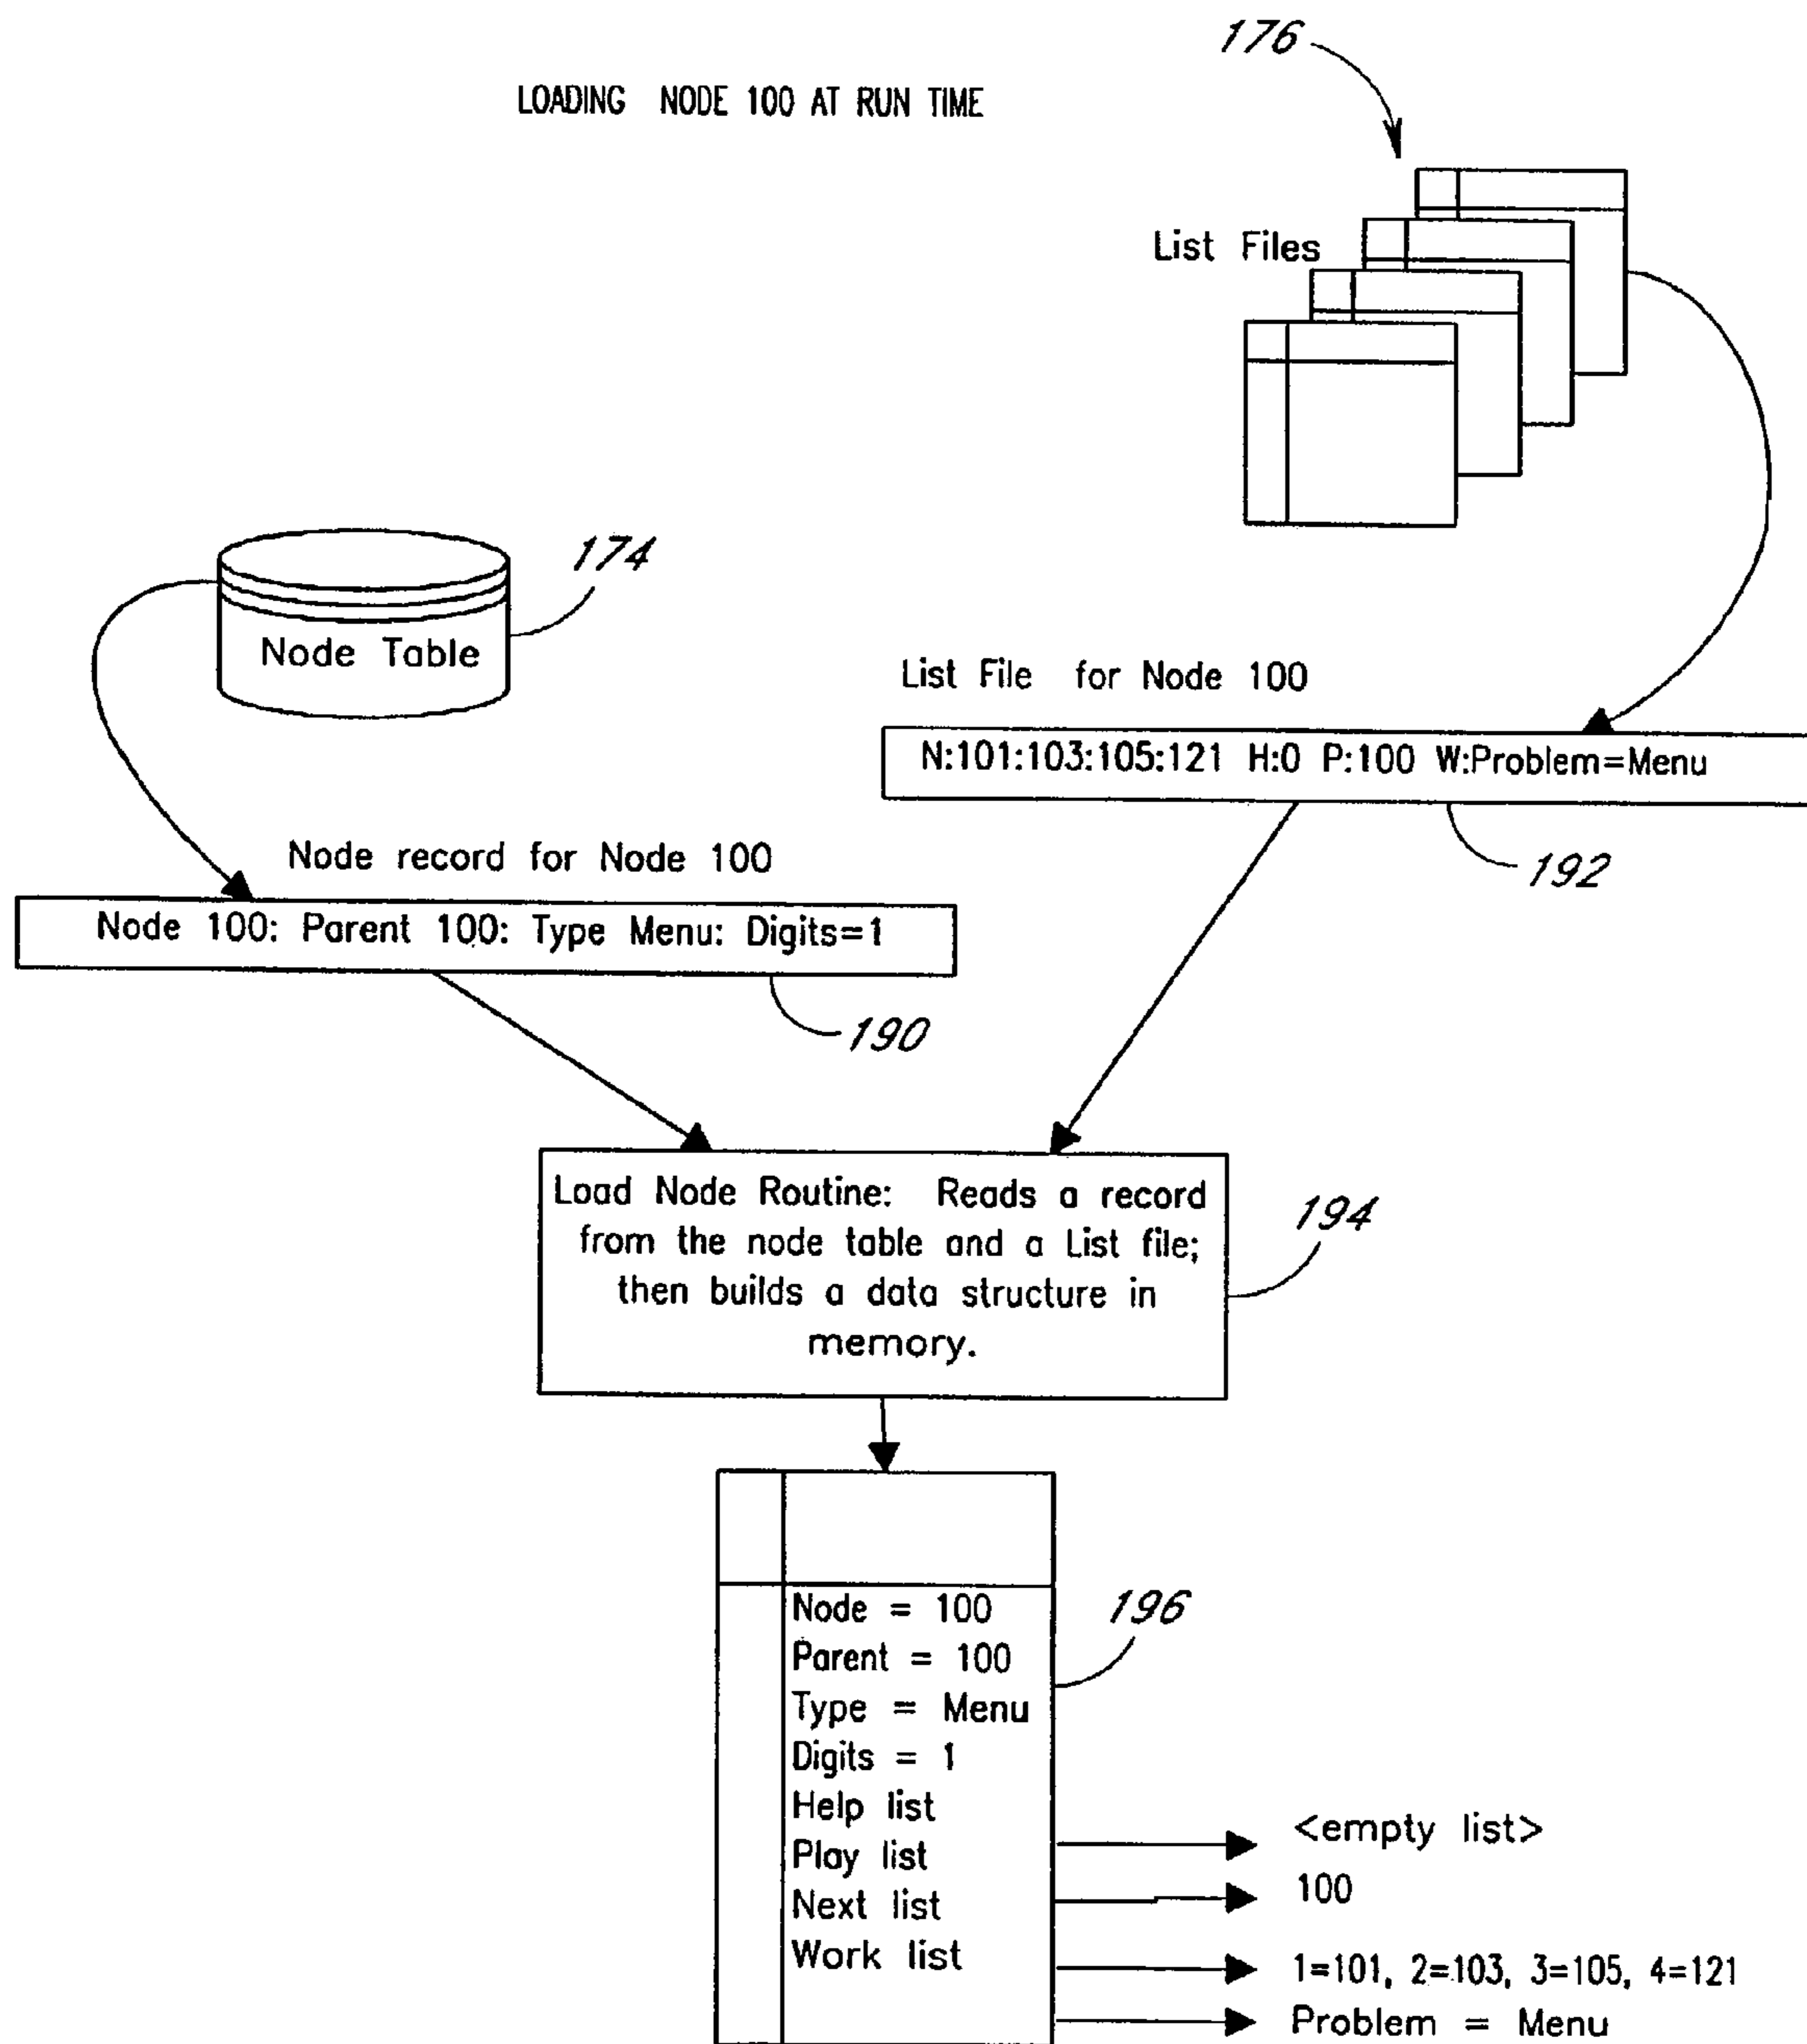 176
LOADING NODE 100 AT RUN TIME
List Files
174
Node Table
List File for Node 100
N:101:103:105:121 H:0 P:100 W:Problem=Menu
192
Node record for Node 100
Node 100: Parent 100: Type Menu: Digits=1
190
Load Node Routine: Reads a record
from the node table and a List file;
then builds a data structure in
memory.
194
Node = 100
Parent = 100
Type = Menu
Digits = 1
Help list
Play list
Next list
Work list
196
<empty list>
100
1=101, 2=103, 3=105, 4=121
Problem = Menu